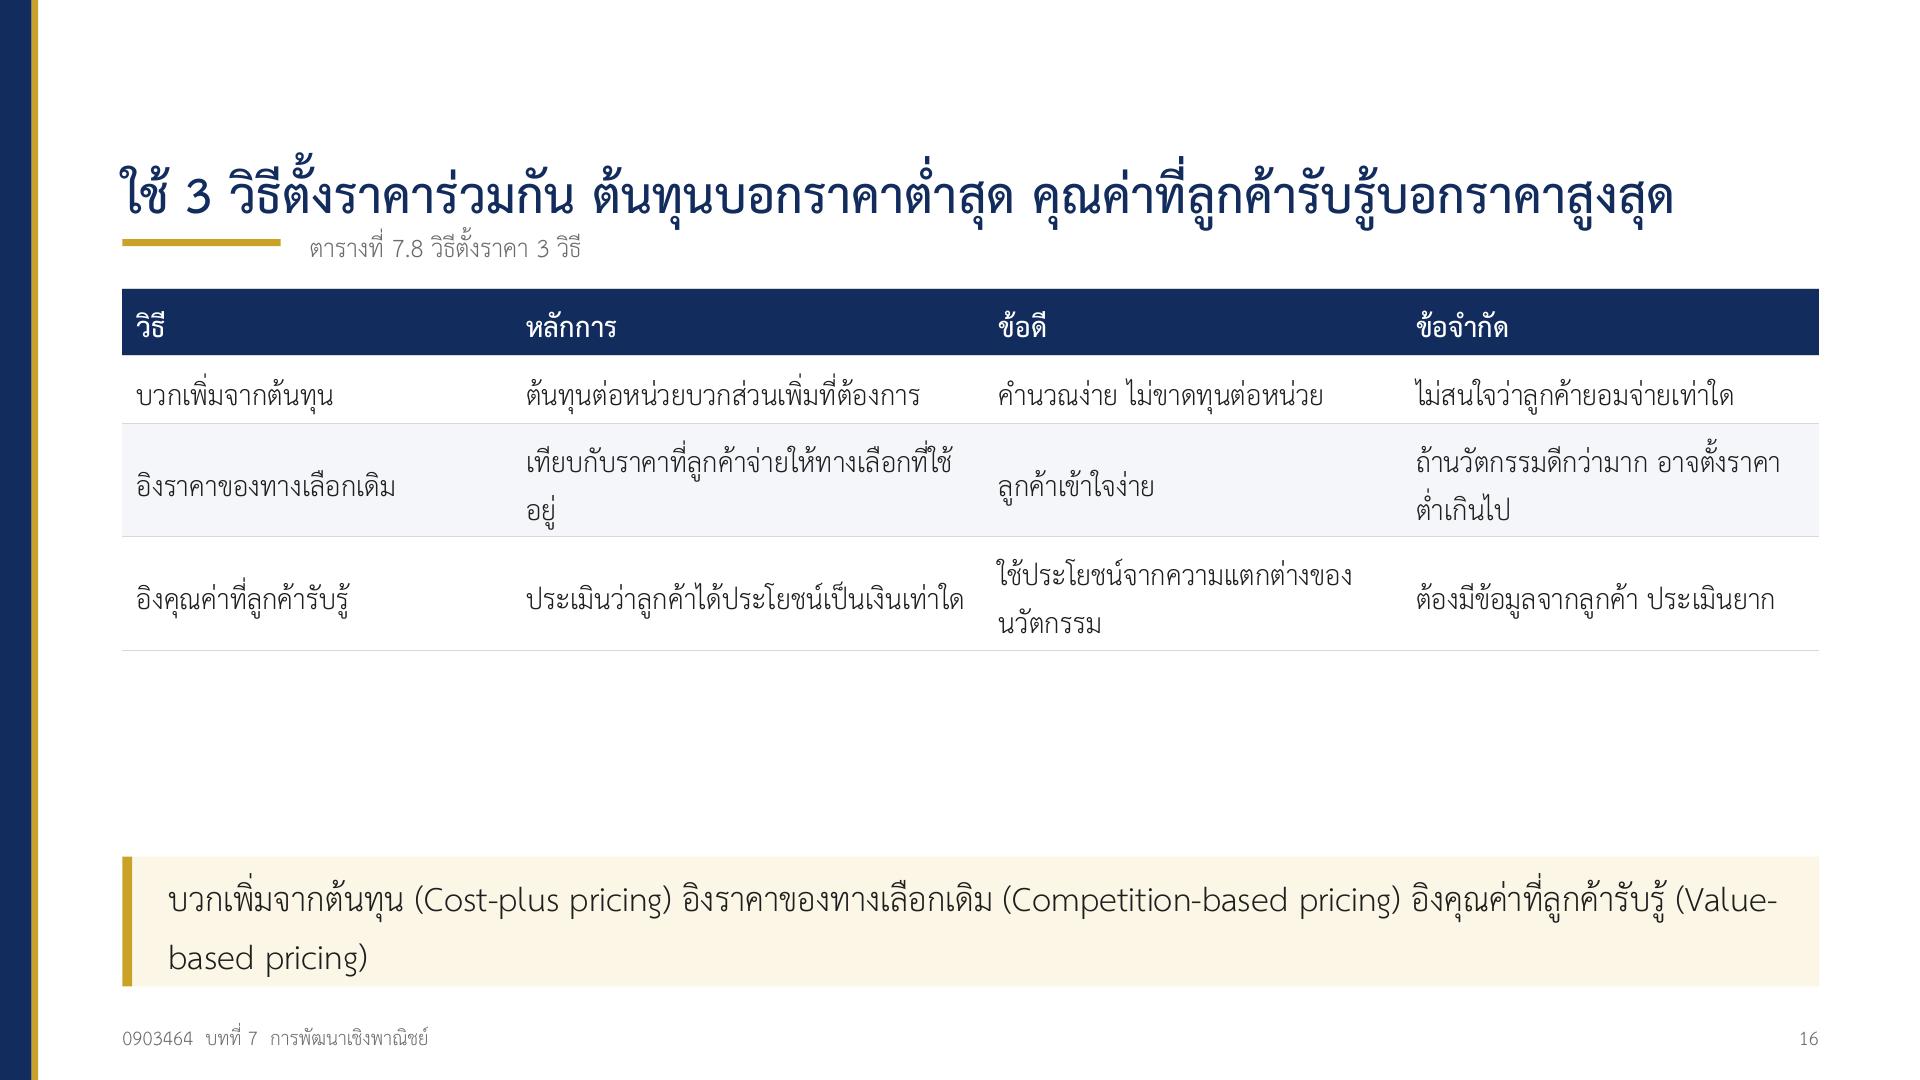 ใช้ 3 วิธีตั้งราคาร่วมกัน ต้นทุนบอกราคาต่ำสุด คุณค่าที่ลูกค้ารับรู้บอกราคาสูงสุด
ตารางที่ 7.8 วิธีตั้งราคา 3 วิธี
วิธี หลักการ ข้อดี ข้อจำกัด
บวกเพิ่มจากต้นทุน ต้นทุนต่อหน่วยบวกส่วนเพิ่มที่ต้องการ คำนวณง่าย ไม่ขาดทุนต่อหน่วย ไม่สนใจว่าลูกค้ายอมจ่ายเท่าใด
อิงราคาของทางเลือกเดิม เทียบกับราคาที่ลูกค้าจ่ายให้ทางเลือกที่ใช้
อยู่ ลูกค้าเข้าใจง่าย ถ้านวัตกรรมดีกว่ามาก อาจตั้งราคา
ต่ำเกินไป
อิงคุณค่าที่ลูกค้ารับรู้ ประเมินว่าลูกค้าได้ประโยชน์เป็นเงินเท่าใด ใช้ประโยชน์จากความแตกต่างของ
นวัตกรรม ต้องมีข้อมูลจากลูกค้า ประเมินยาก
บวกเพิ่มจากต้นทุน (Cost-plus pricing) อิงราคาของทางเลือกเดิม (Competition-based pricing) อิงคุณค่าที่ลูกค้ารับรู้ (Value-
based pricing)
0903464 บทที่ 7 การพัฒนาเชิงพาณิชย์ 16